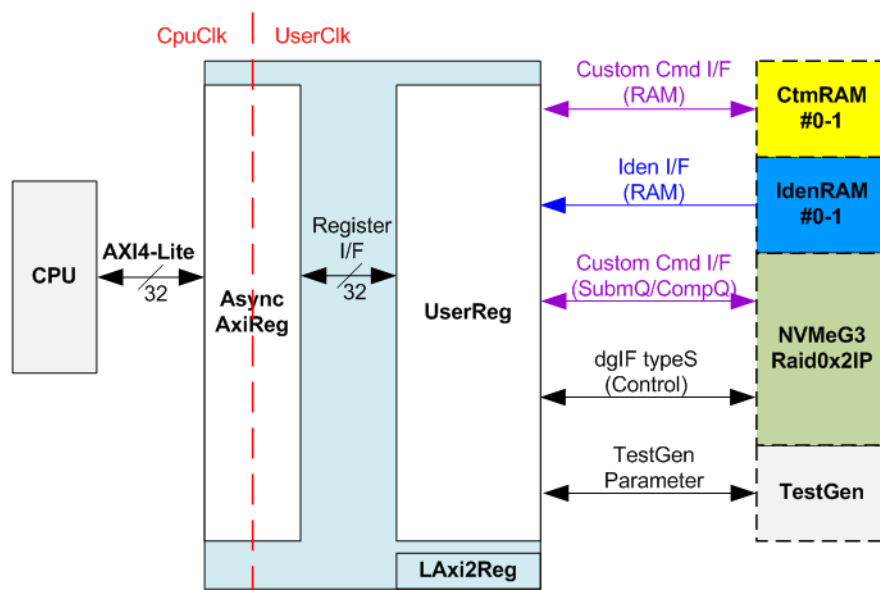 CpuClk
UserClk
CPU
AXI4-Lite
32
Async
AxiReg
Register
I/F
32
UserReg
LAxi2Reg
Custom Cmd I/F
(RAM)
Iden I/F
(RAM)
Custom Cmd I/F
(SubmQ/CompQ)
dgIF typeS
(Control)
TestGen
Parameter
CtmRAM
#0-1
IdenRAM
#0-1
NVMeG3
Raid0x2IP
TestGen